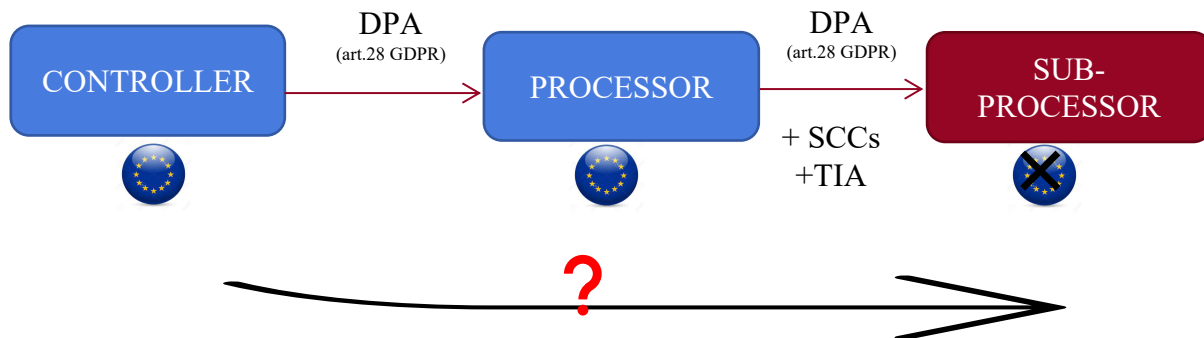 DPA
(art.28 GDPR)
DPA
(art.28 GDPR)
CONTROLLER
PROCESSOR
SUB-
PROCESSOR
+ SCCs
+TIA
?